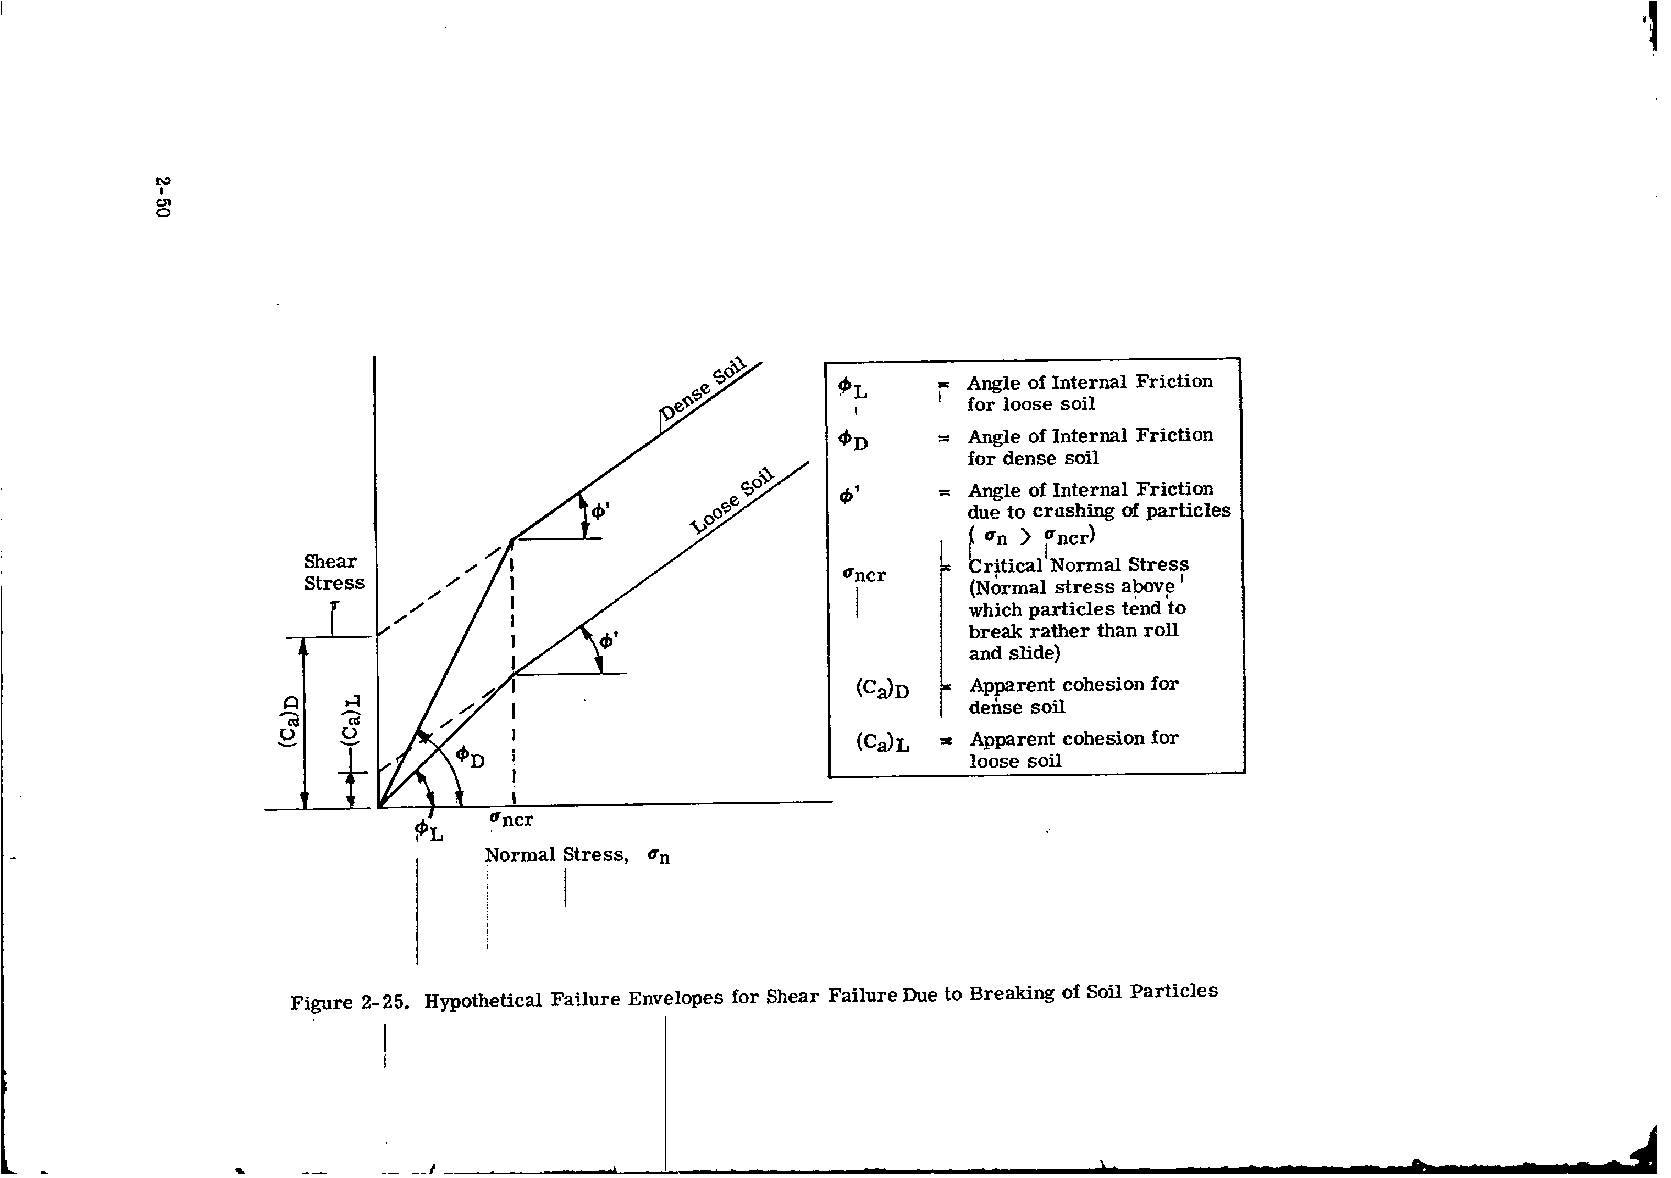 2-50
Dense Soil
Loose Soil
ϕ'
ϕ'
Shear
Stress
τ
(Ca)D
(Ca)L
ϕD
ϕL
σncr
Normal Stress, σn
ϕL = Angle of Internal Friction
for loose soil
ϕD = Angle of Internal Friction
for dense soil
ϕ' = Angle of Internal Friction
due to crushing of particles
( σn > σncr)
σncr = Critical Normal Stress
(Normal stress above
which particles tend to
break rather than roll
and slide)
(Ca)D = Apparent cohesion for
dense soil
(Ca)L = Apparent cohesion for
loose soil
Figure 2-25. Hypothetical Failure Envelopes for Shear Failure Due to Breaking of Soil Particles